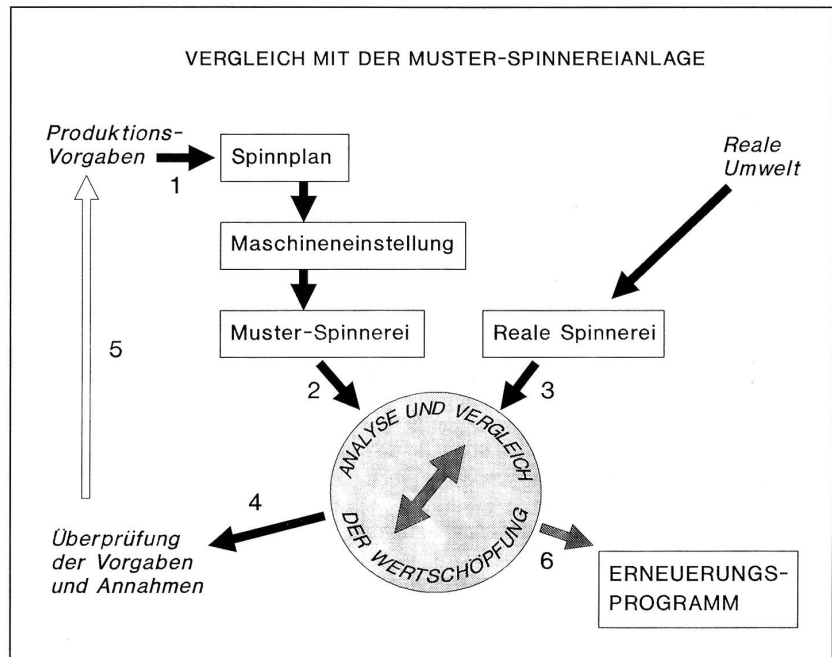 VERGLEICH MIT DER MUSTER-SPINNEREIANLAGE
Produktions-
Vorgaben
1
Spinnplan
Reale
Umwelt
Maschineneinstellung
Muster-Spinnerei
Reale Spinnerei
5
2
3
ANALYSE UND VERGLEICH
DER WERTSCHÖPFUNG
4
6
Überprüfung
der Vorgaben
und Annahmen
ERNEUERUNGS-
PROGRAMM